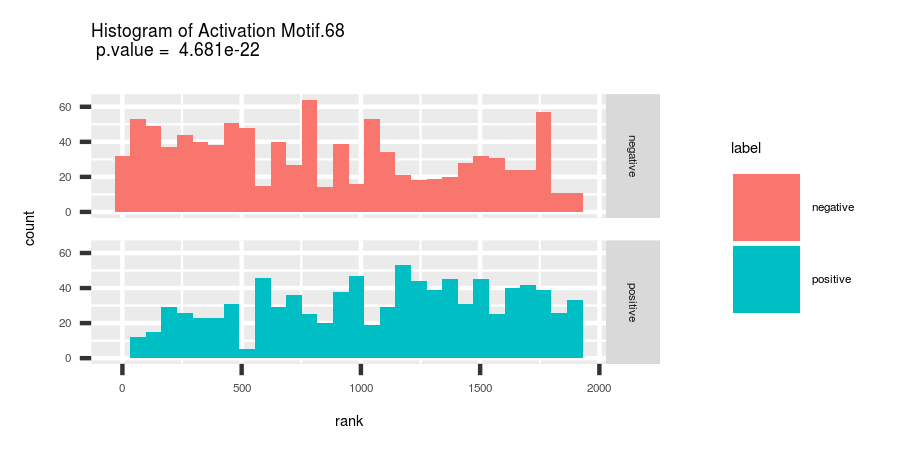 Histogram of Activation Motif.68
p.value =  4.681e-22
count
60
40
20
0
negative
60
40
20
0
positive
0 500 1000 1500 2000
rank
label
negative
positive